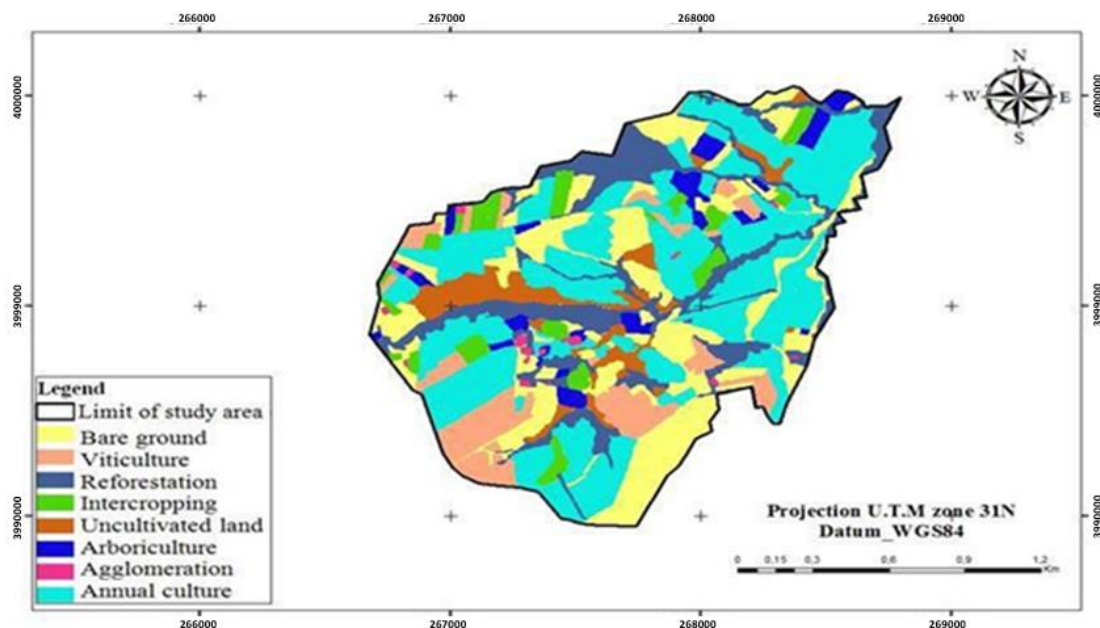 266000 267000 268000 269000
4000000 4000000
N
W E
S
3999000 3999000
Legend
Limit of study area
Bare ground
Viticulture
Reforestation
Intercropping
Uncultivated land
Arboriculture
Agglomeration
Annual culture
3990000 3990000
Projection U.T.M zone 31N
Datum_WGS84
0 0,15 0,3 0,6 0,9 1,2
Km
266000 267000 268000 269000